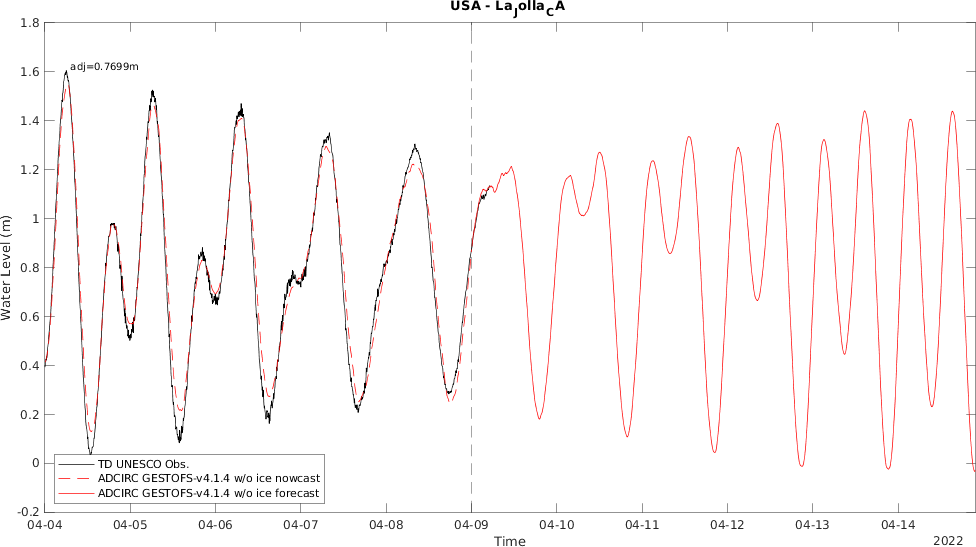 USA - LaJollaCA
adj=0.7699m
1.8
1.6
1.4
1.2
1
0.8
0.6
0.4
0.2
0
-0.2
Water Level (m)
TD UNESCO Obs.
ADCIRC GESTOFS-v4.1.4 w/o ice nowcast
ADCIRC GESTOFS-v4.1.4 w/o ice forecast
04-04 04-05 04-06 04-07 04-08 04-09 04-10 04-11 04-12 04-13 04-14
Time
2022